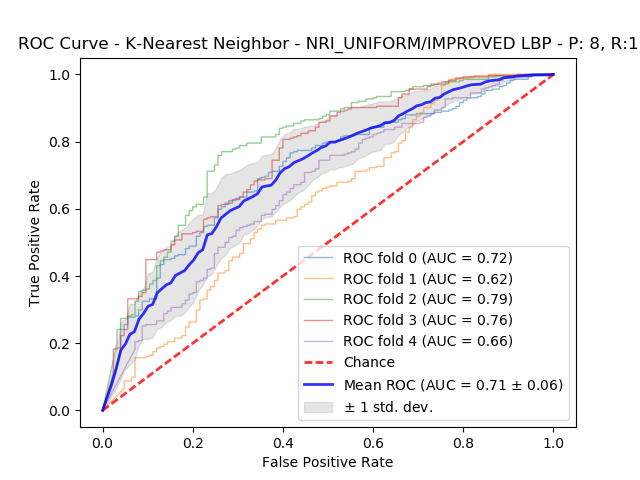 ROC Curve - K-Nearest Neighbor - NRI_UNIFORM/IMPROVED LBP - P: 8, R:1
1.0
0.8
0.6
0.4
0.2
0.0
True Positive Rate
ROC fold 0 (AUC = 0.72)
ROC fold 1 (AUC = 0.62)
ROC fold 2 (AUC = 0.79)
ROC fold 3 (AUC = 0.76)
ROC fold 4 (AUC = 0.66)
Chance
Mean ROC (AUC = 0.71 ± 0.06)
± 1 std. dev.
0.0 0.2 0.4 0.6 0.8 1.0
False Positive Rate